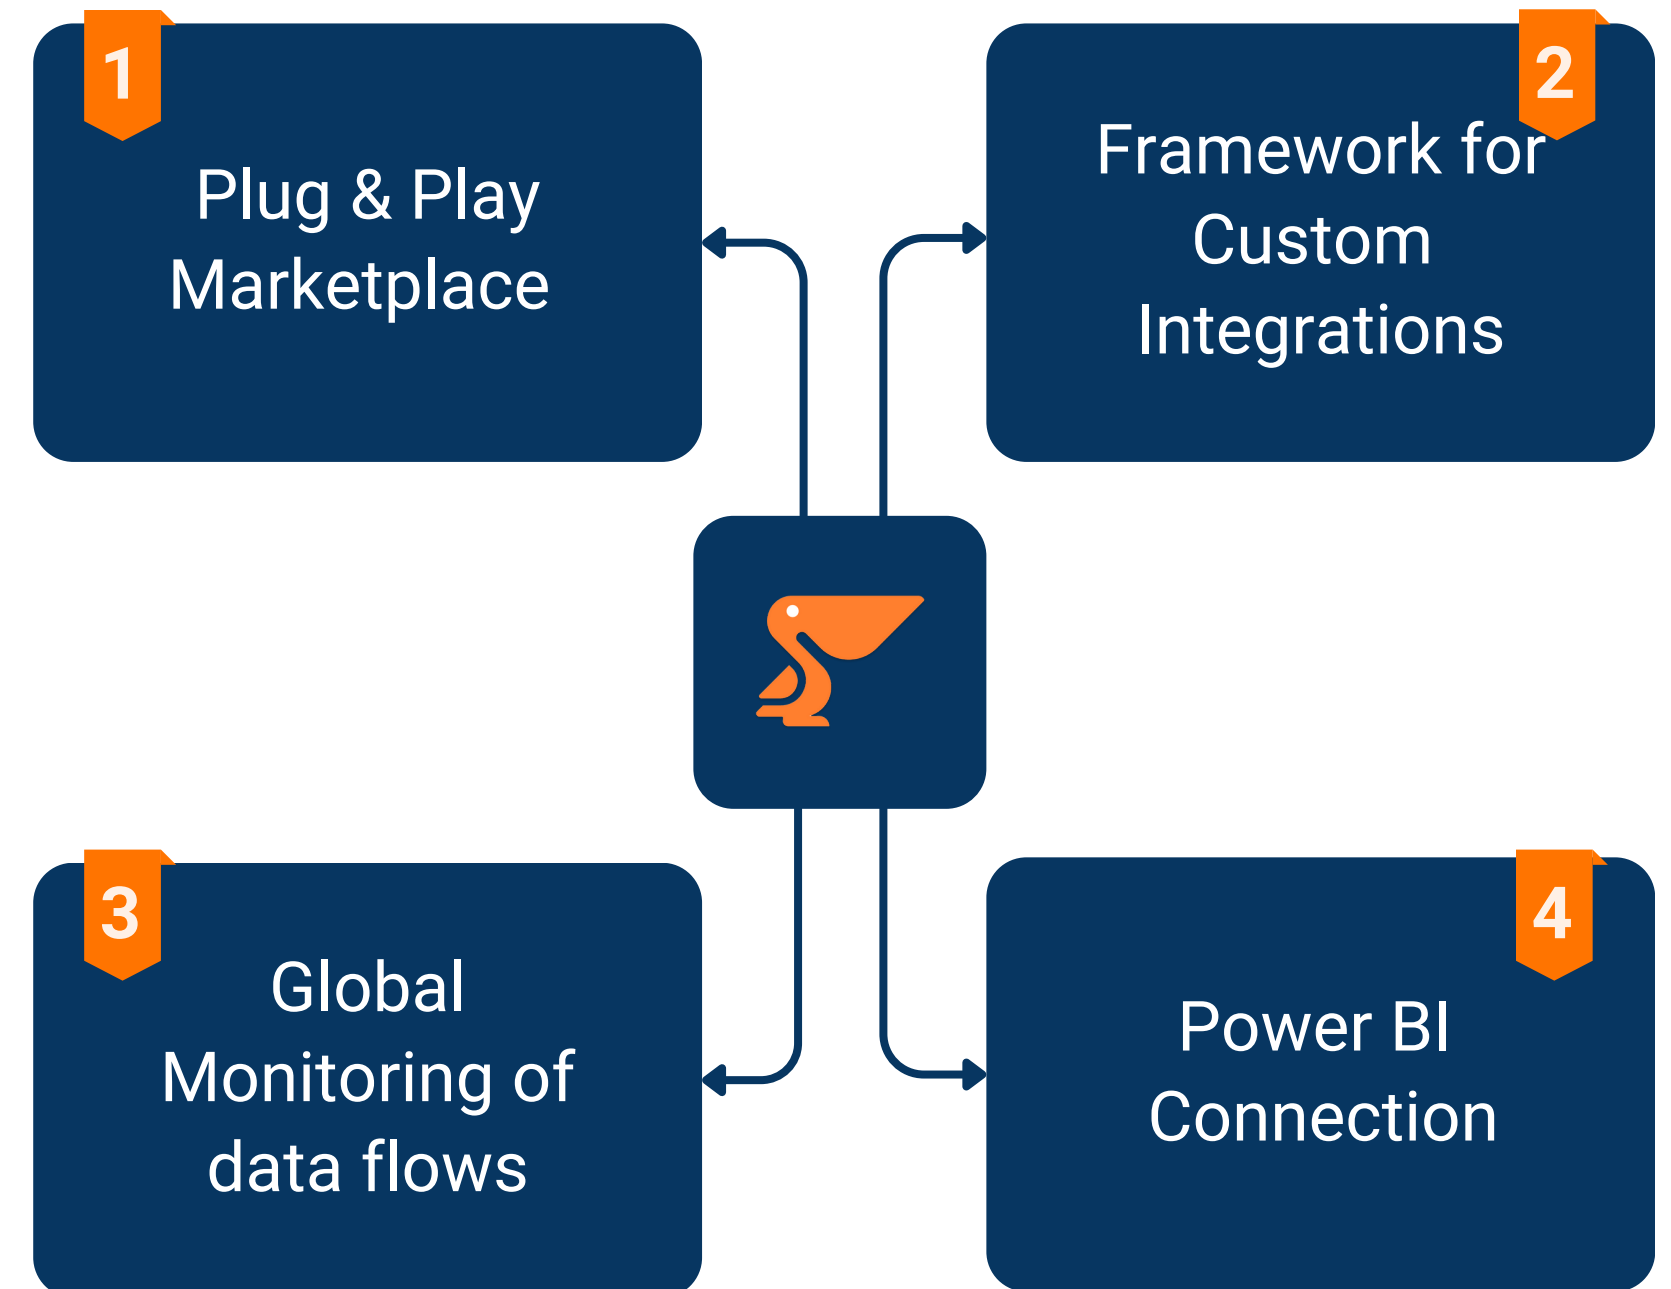 1
Plug & Play
Marketplace
2
Framework for
Custom
Integrations
3
Global
Monitoring of
data flows
4
Power BI
Connection